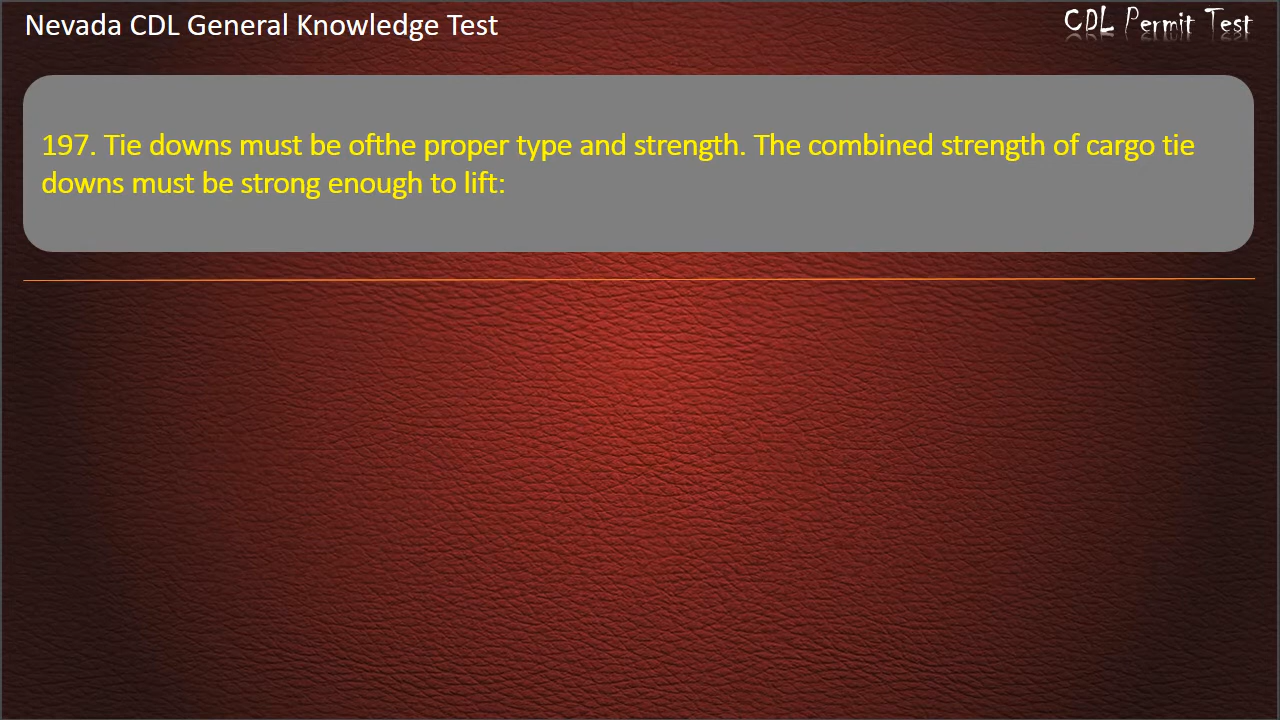 Nevada CDL General Knowledge Test
CDL Permit Test
197. Tie downs must be ofthe proper type and strength. The combined strength of cargo tie
downs must be strong enough to lift: